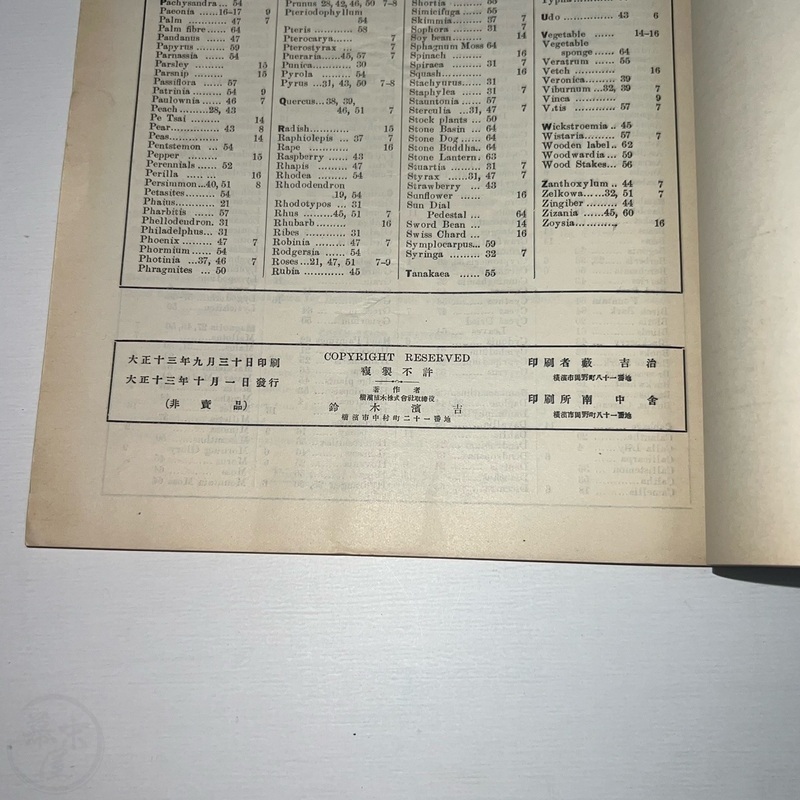 Pachysandra ... 54
Paeonia ...... 16-17 9
Palm ............ 47 7
Palm fibre ...... 64
Pandanus ...... 47
Papyrus ......... 59
Parnassia ...... 54
Parsley ......... 15
Parsnip ......... 15
Passiflora ...... 57
Patrinia ......... 54 9
Paulownia ...... 46 7
Peach ......... 28, 43
Pe Tsai ......... 14
Pear ............... 43 8
Peas ............... 14
Pentstemon ... 54
Pepper ......... 15
Perennials ...... 52
Perilla ...... ... 16
Persimmon ...40, 51 8
Petasites ......... 54
Phaius ............ 21
Pharbitis ...... 57
Phellodeudron. 31
Philadelphus... 31
Phoenix ......... 47 7
Phormium ...... 54
Photinia ...37, 46 7
Phragmites ... 50
Prunus 28, 42, 46, 50 7-8
Pteriodophyllum
54
Pteris ............ 58
Pterocarya...... 7
Pterostyrax ... 7
Pueraria......45, 57 7
Punica............ 30
Pyrola ............ 54
Pyrus ...31, 43, 50 7-8
Quercus...38, 39,
46, 51 7
Radish............ 15
Raphiolepis ... 37 7
Rape ............ 16
Raspberry ...... 43
Rhapis ......... 47
Rhodea ......... 54
Rhododendron
19, 54
Rhodotypos ... 31
Rhus .........45, 51 7
Rhubarb......... 16
Ribes ............ 31
Robinia ......... 47 7
Rodgersia ...... 54
Roses...21, 47, 51 7-9
Rubia ............ 45
Shortia ......... 55
Simicifuga ...... 55
Skimmia......... 37 7
Sophora ......... 31 7
Soy bean......... 14
Sphagnum Moss 64
Spinach ......... 16
Spiraea ......... 31 7
Squash............ 16
Stachyurus...... 31
Staphylea ...... 31 7
Stauntonia ...... 57
Sterculia ...31, 47 7
Stock plants ... 50
Stone Basin ... 64
Stone Dog ...... 64
Stone Buddha.. 64
Stone Lantern. 63
Stuartia ......... 31 7
Styrax ......31, 47 7
Strawberry ... 43
Sunflower ...... 16
Sun Dial
Pedestal ... 64
Sword Bean ... 14
Swiss Chard ... 16
Symplocarpus... 59
Syringa ......... 32 7
Tanakaea ...... 55
Udo ............... 43 6
Vegetable ...... 14-16
Vegetable
sponge ...... 64
Veratrum ...... 55
Vetch ............ 16
Veronica......... 39
Viburnum ...32, 39 7
Vinca ............ 9
Vitis ............ 57 7
Wickstroemia .. 45
Wistaria......... 57 7
Wooden label.. 62
Woodwardia... 59
Wood Stakes... 56
Zanthoxylum .. 44 7
Zelkowa......32, 51 7
Zingiber ......... 44
Zizania ......45, 60
Zoysia............ 16
大正十三年九月三十日印刷
大正十三年十月一日發行
(非賣品)
COPYRIGHT RESERVED
複製不許
著作者
橫濱植木株式會社取締役
鈴木濱吉
橫濱市中村町二十一番地
印刷者 藪吉治
橫濱市岡野町八十一番地
印刷所 南中舍
橫濱市岡野町八十一番地